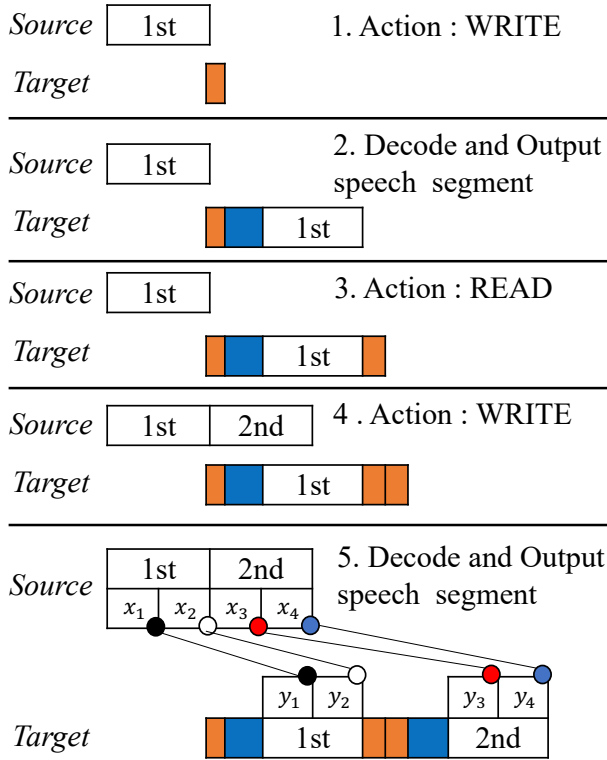 Source 1st 1. Action : WRITE
Target
Source 1st 2. Decode and Output
speech segment
Target 1st
Source 1st 3. Action : READ
Target 1st
Source 1st 2nd 4 . Action : WRITE
Target 1st
Source 1st 2nd 5. Decode and Output
x₁ x₂ x₃ x₄ speech segment
y₁ y₂ y₃ y₄
Target 1st 2nd